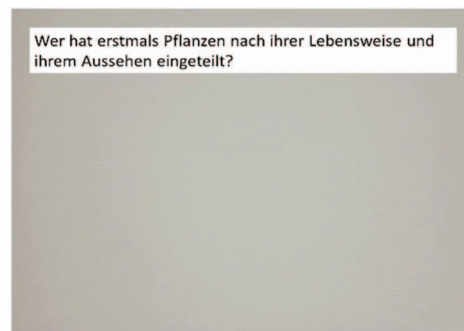 Wer hat erstmals Pflanzen nach ihrer Lebensweise und
ihrem Aussehen eingeteilt?